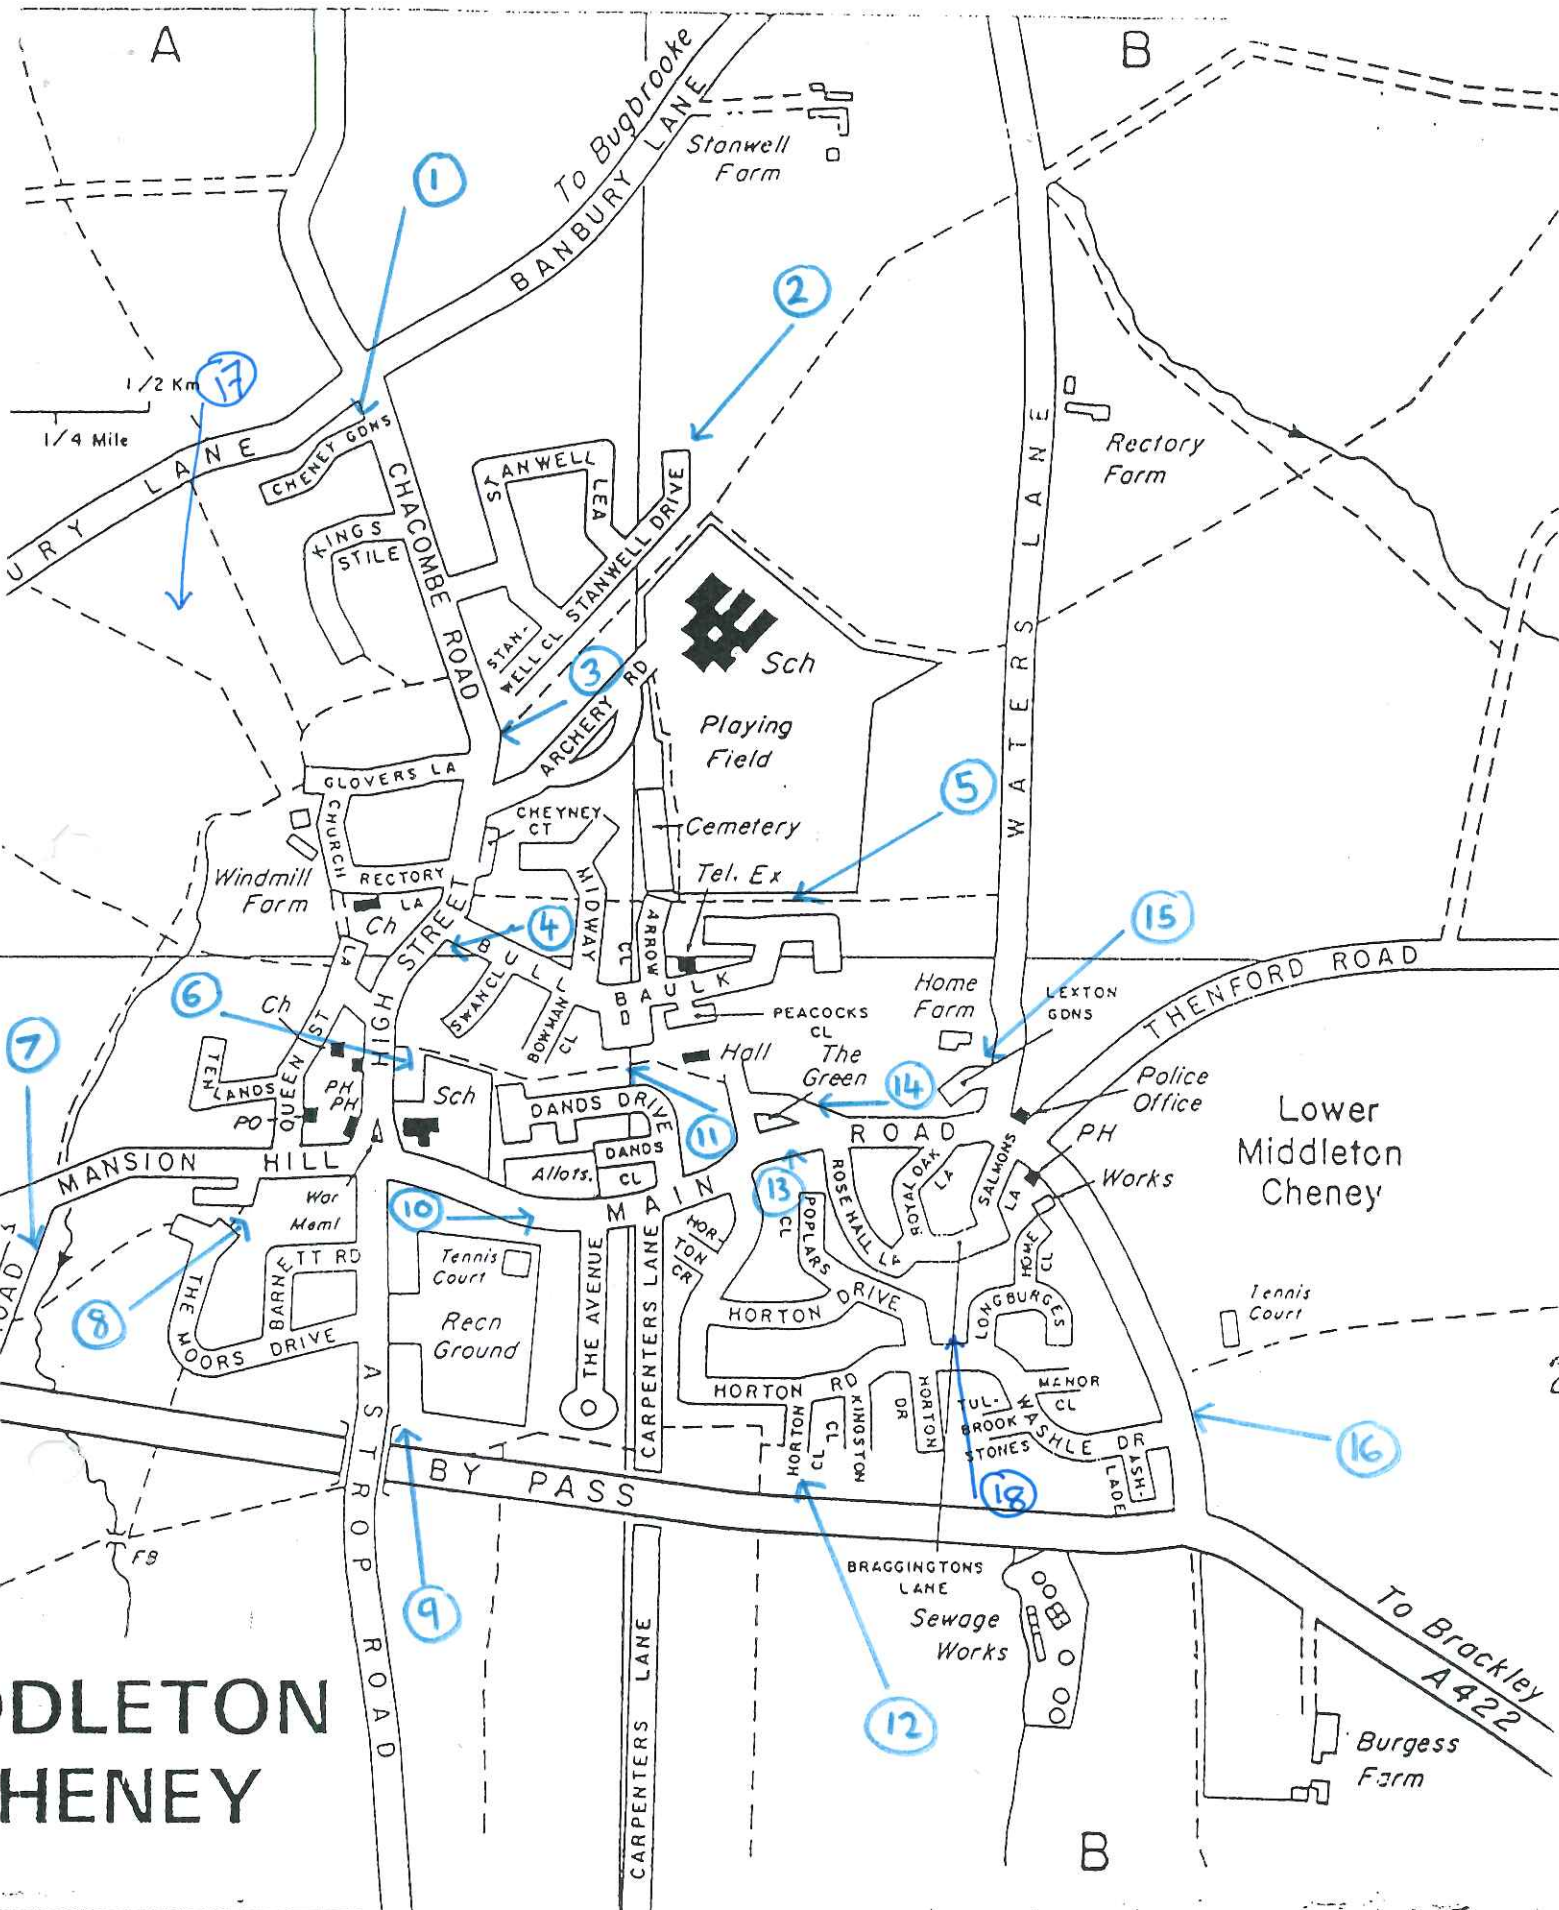 A
B
To Bugbrooke
BANBURY LANE
Stanwell
Farm
1
2
17
1/2 Km
1/4 Mile
URY LANE
CHENEY GDNS
CHACOMBE ROAD
STANWELL
LEA
STANWELL DRIVE
KINGS
STILE
STAN-
WELL CL
WATERS LANE
Rectory
Farm
Sch
3
ARCHERY RD
Playing
Field
GLOVERS LA
CHURCH
LA
5
CHEYNEY
CT
Cemetery
Tel. Ex
Windmill
Farm
RECTORY
LA
Ch
HIGH STREET
4
MIDWAY
CL
ARROW
BULL BAULK
SWAN CL
BOWMAN
CL
PEACOCKS
CL
15
Home
Farm
LEXTON
GDNS
THENFORD ROAD
6
Ch
7
TEN
LANDS
QUEEN ST
PH
PH
PO
Sch
Hall
The
Green
14
Police
Office
PH
Works
Lower
Middleton
Cheney
DANDS DRIVE
DANDS
CL
Allots.
11
MANSION HILL
War
Meml
MAIN ROAD
13
10
8
THE MOORS DRIVE
BARNETT RD
Tennis
Court
Recn
Ground
THE AVENUE
CARPENTERS LANE
HOR
TON
CR
POPLARS
CL
ROSE HALL LA
ROYAL OAK
LA
SALMONS
LA
HOME
CL
LONGBURGES
HORTON DRIVE
HORTON RD
HORTON
CL
KINGSTON
CL
HORTON
DR
TUL-
BROOK
STONES
WASHLE DR
MANOR
CL
ASH-
LADE
Tennis
Court
16
18
ASTROP ROAD
BY PASS
FB
9
12
BRAGGINGTONS
LANE
Sewage
Works
To Brackley
A422
Burgess
Farm
DDLETON
HENEY
CARPENTERS LANE
B